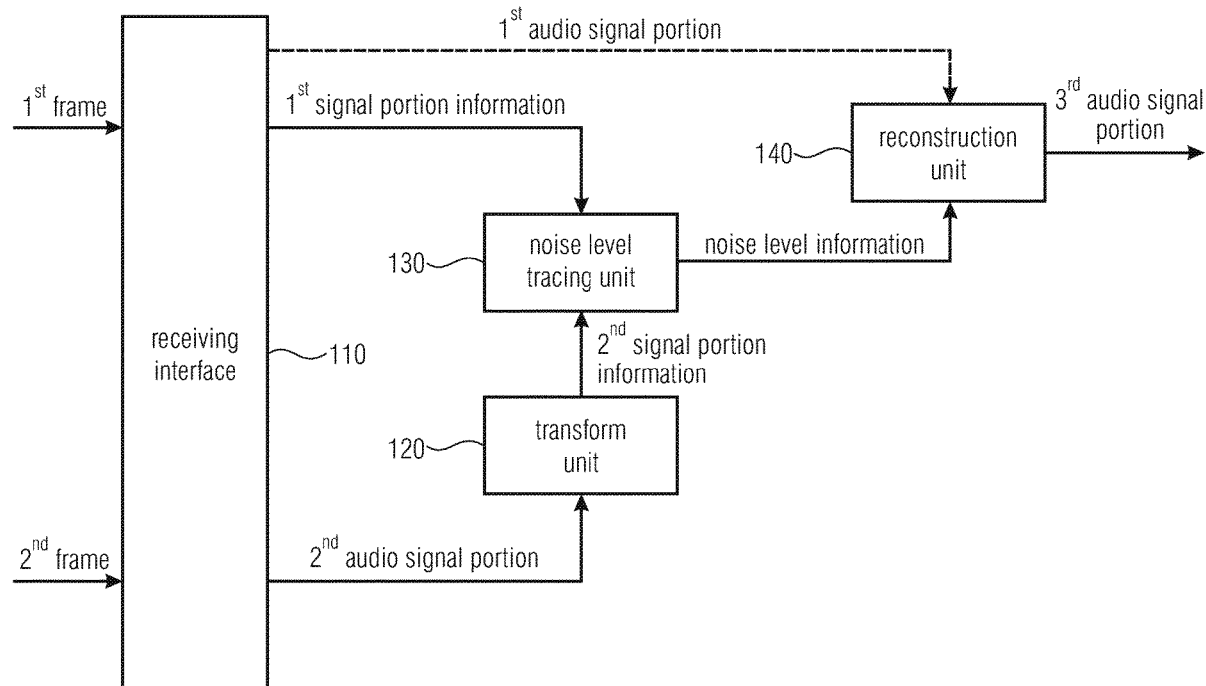 1st audio signal portion
1st frame
1st signal portion information
3rd audio signal
portion
140
reconstruction
unit
130
noise level
tracing unit
noise level information
receiving
interface
110
2nd signal portion
information
120
transform
unit
2nd frame
2nd audio signal portion